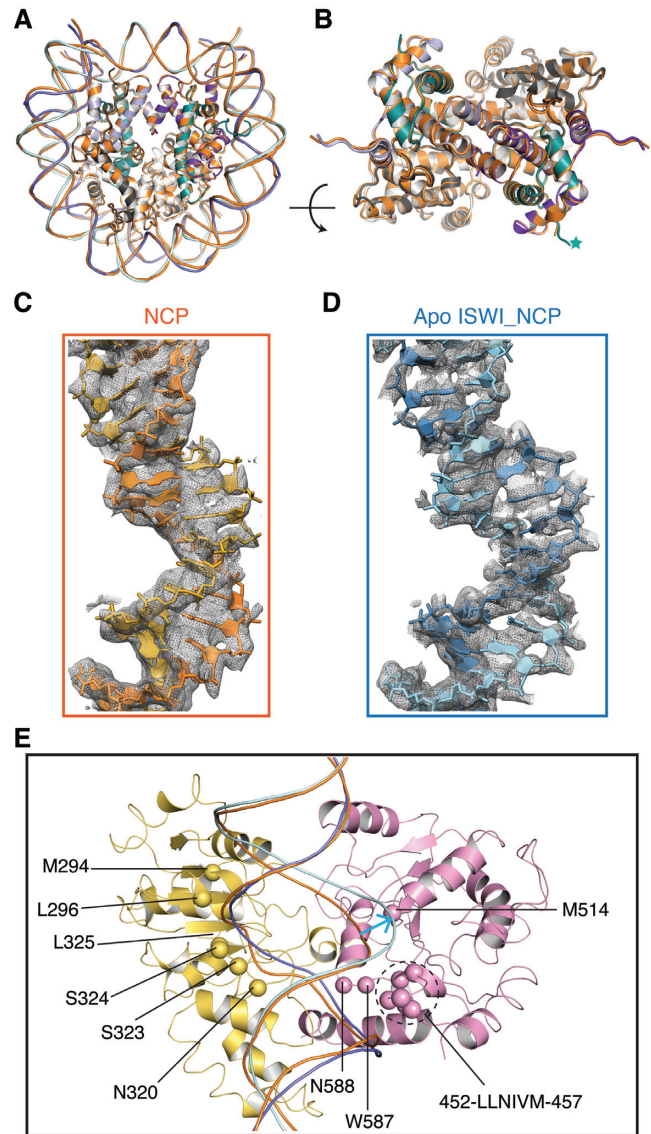 A
B
C
D
NCP
Apo ISWI_NCP
E
M294
L296
L325
S324
S323
N320
M514
N588
W587
452-LLNIVM-457